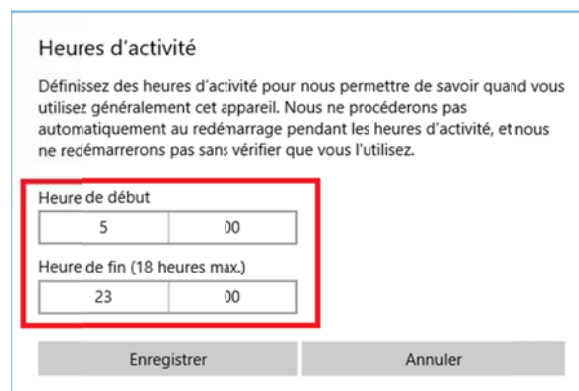 Heures d'activité
Définissez des heures d'activité pour nous permettre de savoir quand vous
utilisez généralement cet appareil. Nous ne procéderons pas
automatiquement au redémarrage pendant les heures d'activité, et nous
ne redémarrerons pas sans vérifier que vous l'utilisez.
Heure de début
5 00
Heure de fin (18 heures max.)
23 00
Enregistrer Annuler